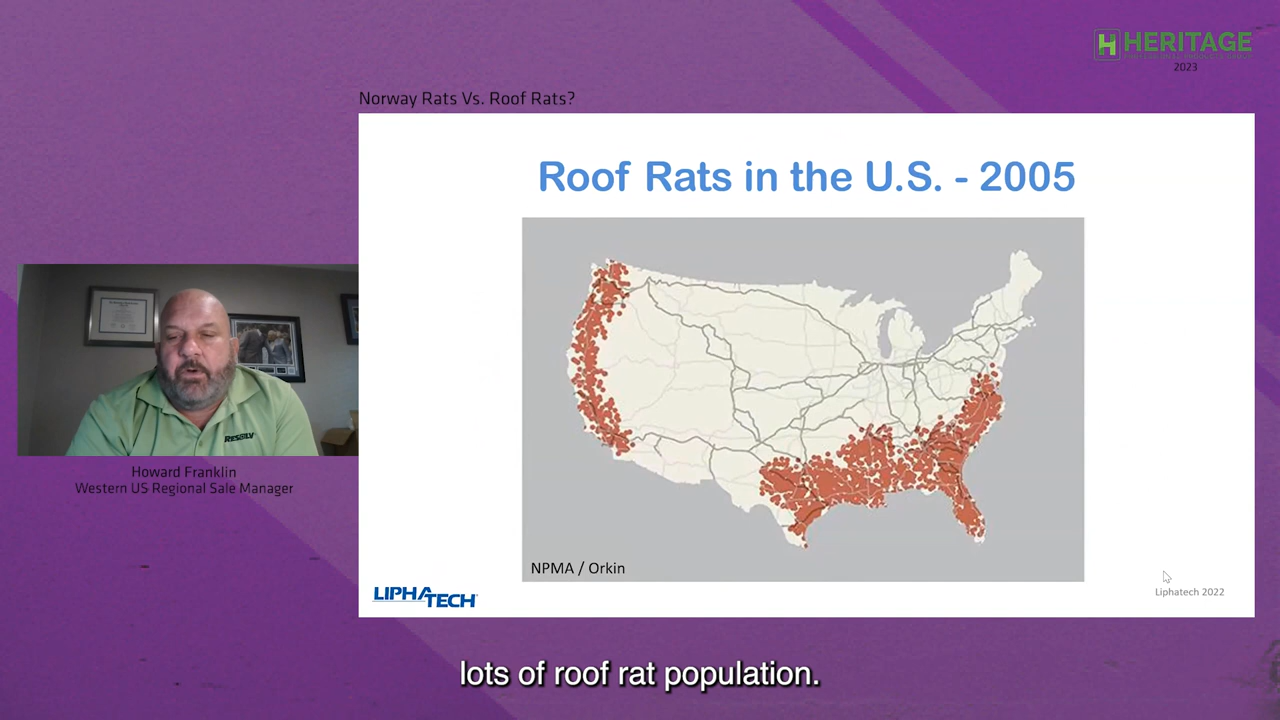 HERITAGE
2023
Norway Rats Vs. Roof Rats?
Roof Rats in the U.S. - 2005
RESOLV
Howard Franklin
Western US Regional Sale Manager
NPMA / Orkin
LIPHATECH
Liphatech 2022
lots of roof rat population.